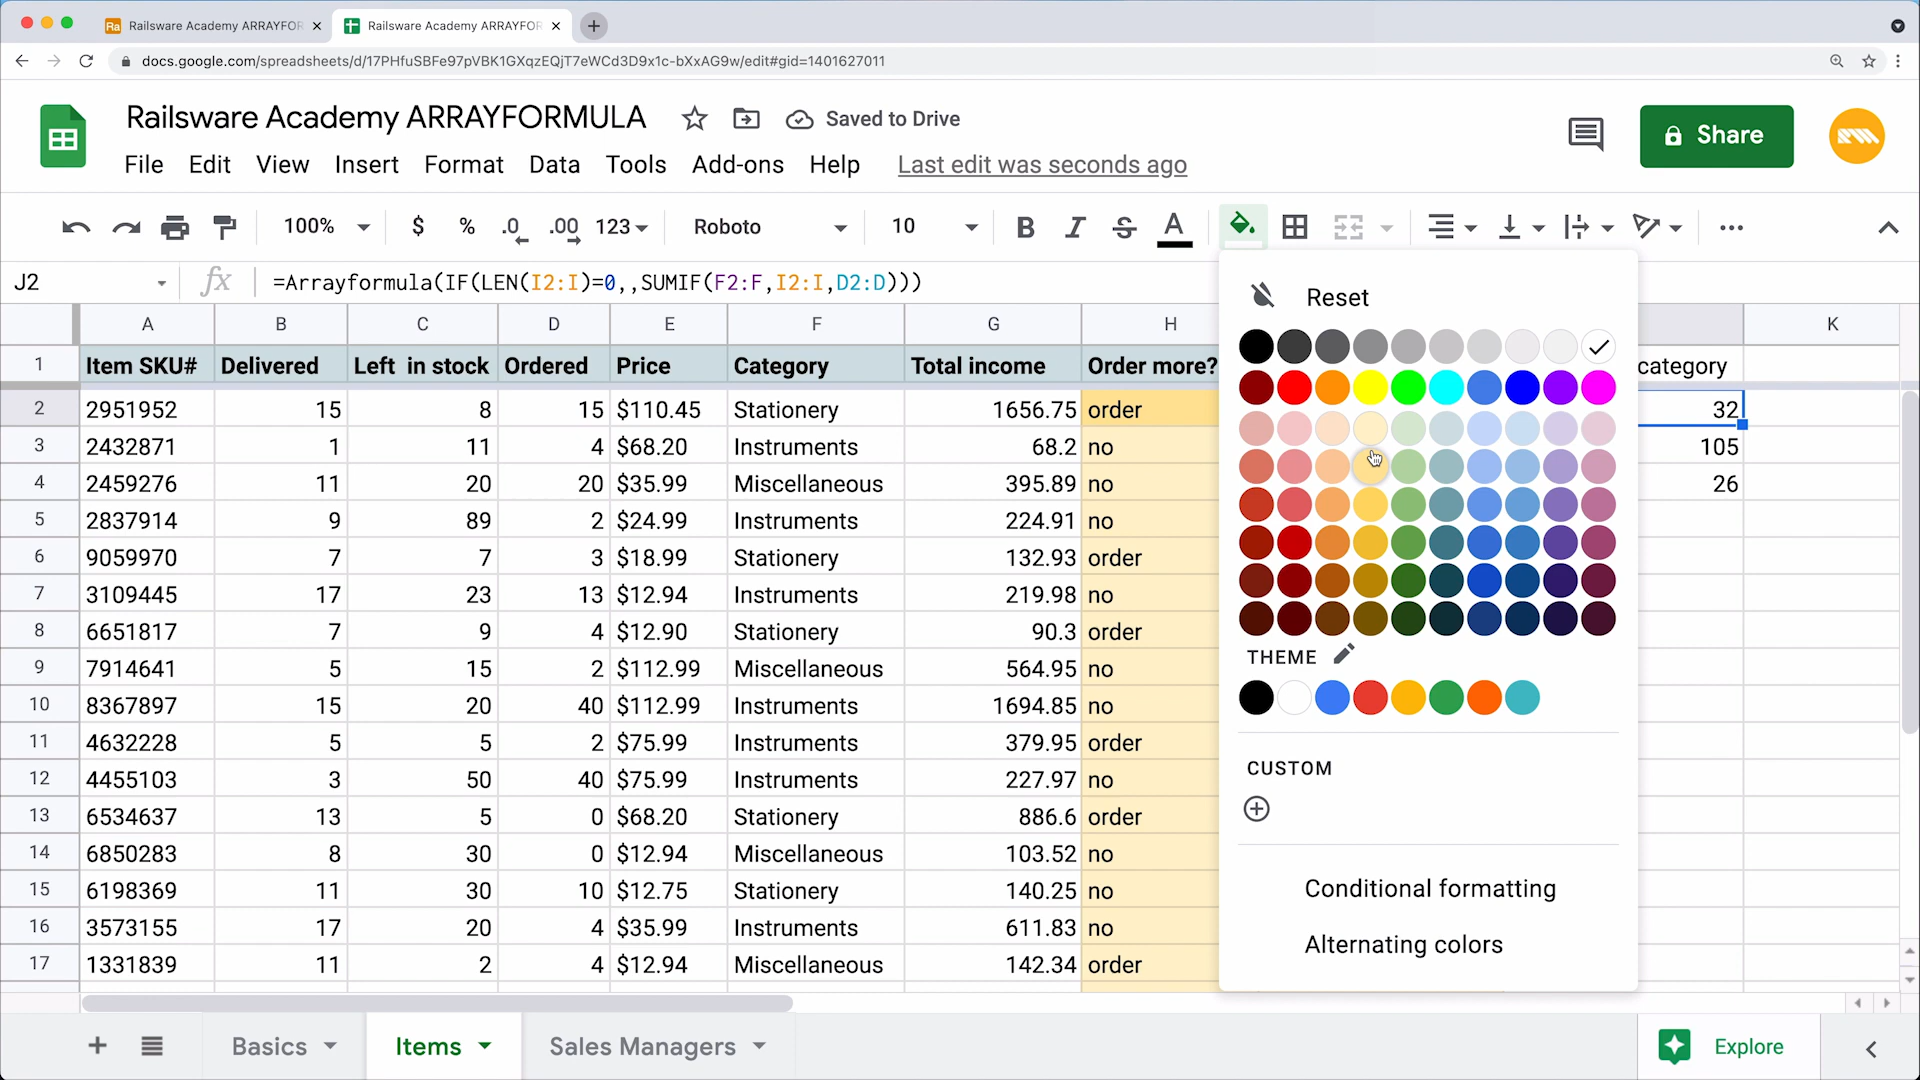 Railsware Academy ARRAYFOR
Railsware Academy ARRAYFOR
docs.google.com/spreadsheets/d/17PHfuSBFe97pVBK1GXqzEQjT7eWCd3D9x1c-bXxAG9w/edit#gid=1401627011
Railsware Academy ARRAYFORMULA Saved to Drive
Share
File Edit View Insert Format Data Tools Add-ons Help Last edit was seconds ago
100% $ % .0 .00 123 Roboto 10 B I S A
J2 fx =Arrayformula(IF(LEN(I2:I)=0,,SUMIF(F2:F,I2:I,D2:D)))
Reset
A B C D E F G H K
1 Item SKU# Delivered Left in stock Ordered Price Category Total income Order more? category
2 2951952 15 8 15 $110.45 Stationery 1656.75 order 32
3 2432871 1 11 4 $68.20 Instruments 68.2 no 105
4 2459276 11 20 20 $35.99 Miscellaneous 395.89 no 26
5 2837914 9 89 2 $24.99 Instruments 224.91 no
6 9059970 7 7 3 $18.99 Stationery 132.93 order
7 3109445 17 23 13 $12.94 Instruments 219.98 no
8 6651817 7 9 4 $12.90 Stationery 90.3 order
THEME
9 7914641 5 15 2 $112.99 Miscellaneous 564.95 no
10 8367897 15 20 40 $112.99 Instruments 1694.85 no
11 4632228 5 5 2 $75.99 Instruments 379.95 order
CUSTOM
12 4455103 3 50 40 $75.99 Instruments 227.97 no
13 6534637 13 5 0 $68.20 Stationery 886.6 order
14 6850283 8 30 0 $12.94 Miscellaneous 103.52 no
15 6198369 11 30 10 $12.75 Stationery 140.25 no
Conditional formatting
16 3573155 17 20 4 $35.99 Instruments 611.83 no
Alternating colors
17 1331839 11 2 4 $12.94 Miscellaneous 142.34 order
Basics Items Sales Managers Explore